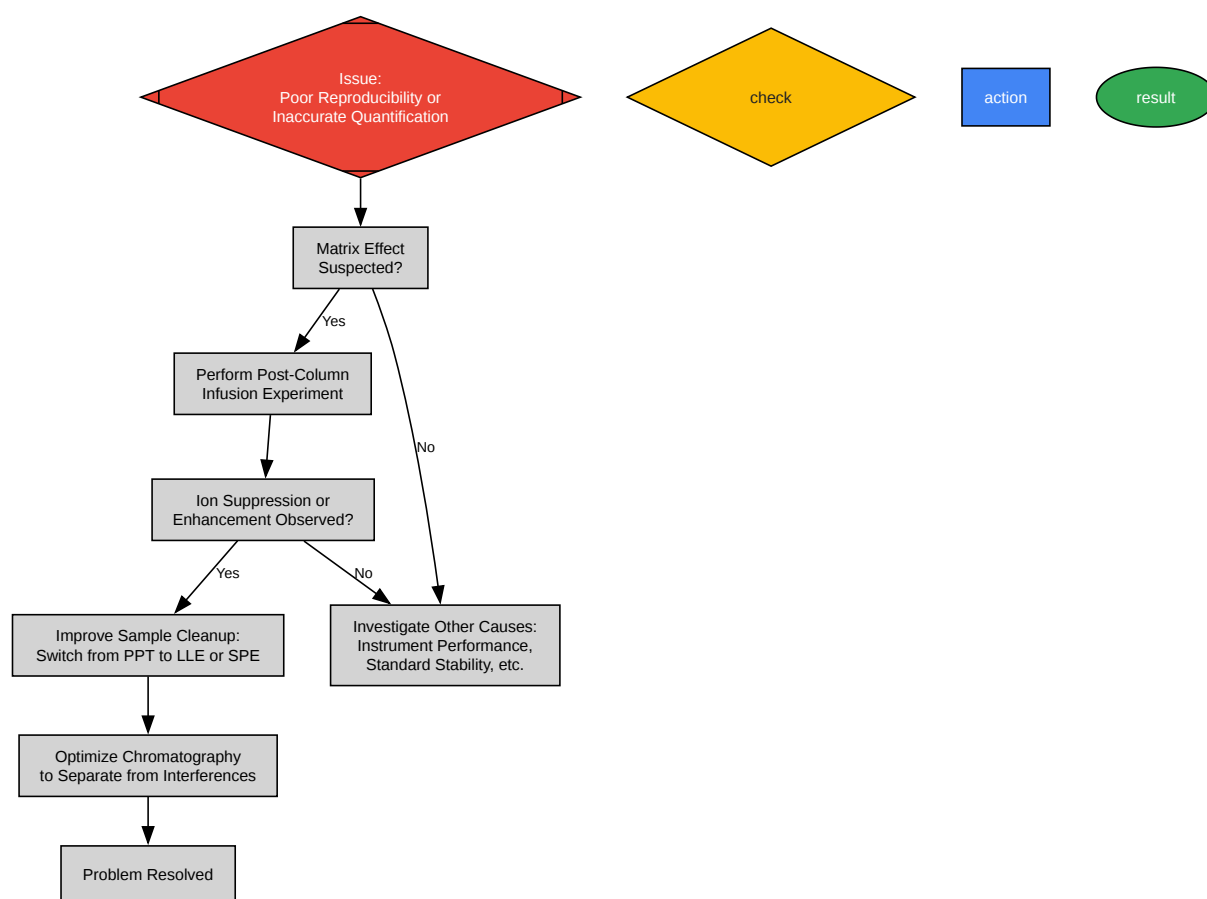 Issue:
Poor Reproducibility or
Inaccurate Quantification
check
action
result
Matrix Effect
Suspected?
Yes
Perform Post-Column
Infusion Experiment
No
Ion Suppression or
Enhancement Observed?
Yes
No
Improve Sample Cleanup:
Switch from PPT to LLE or SPE
Investigate Other Causes:
Instrument Performance,
Standard Stability, etc.
Optimize Chromatography
to Separate from Interferences
Problem Resolved